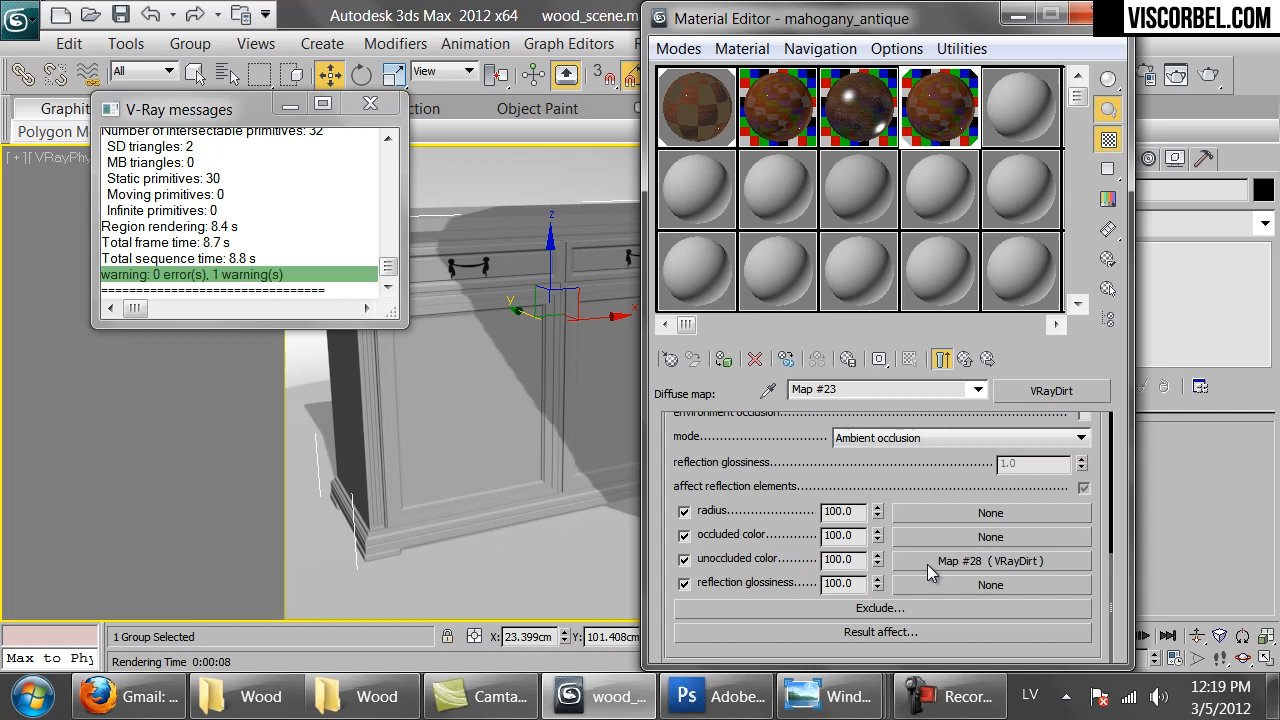 Autodesk 3ds Max 2012 x64
wood_scene.m
Material Editor - mahogany_antique
VISCORBEL.COM
Edit
Tools
Group
Views
Create
Modifiers
Animation
Graph Editors
Modes
Material
Navigation
Options
Utilities
All
View
3
Graphit
Object Paint
Polygon M
V-Ray messages
[ + ] [ VRayPhy
Number of intersectable primitives: 32
SD triangles: 2
MB triangles: 0
Static primitives: 30
Moving primitives: 0
Infinite primitives: 0
Region rendering: 8.4 s
Total frame time: 8.7 s
Total sequence time: 8.8 s
warning: 0 error(s), 1 warning(s)
==============================
z
y
x
Diffuse map:
Map #23
VRayDirt
environment occlusion
mode
Ambient occlusion
reflection glossiness
1.0
affect reflection elements
radius
100.0
None
occluded color
100.0
None
unoccluded color
100.0
Map #28 ( VRayDirt )
reflection glossiness
100.0
None
Exclude...
Result affect...
1 Group Selected
X: 23.399cm
Y: 101.408cm
Max to Phy
Rendering Time 0:00:08
Gmail: ...
Wood
Wood
Camta...
wood_...
Ps
Adobe...
Wind...
Recor...
LV
12:19 PM
3/5/2012